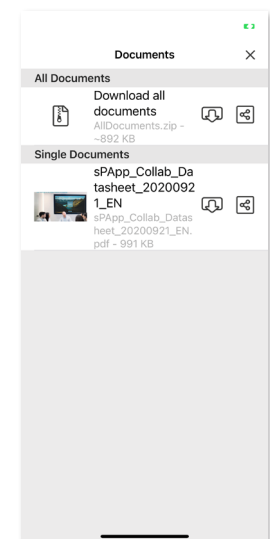 Documents
All Documents
Download all
documents
AllDocuments.zip -
~892 KB
Single Documents
sPApp_Collab_Da
tasheet_2020092
1_EN
sPApp_Collab_Datas
heet_20200921_EN.
pdf - 991 KB